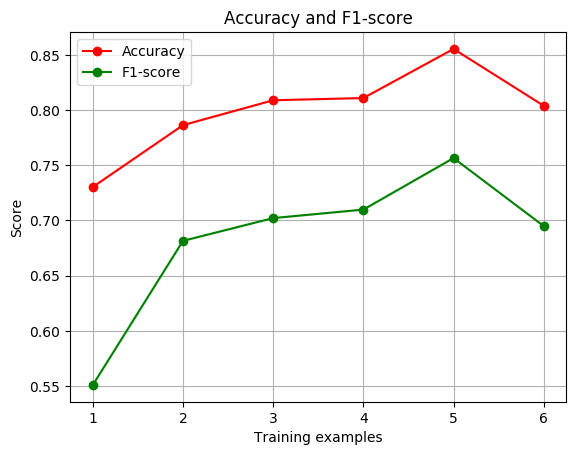 Accuracy and F1-score
Accuracy
F1-score
0.85
0.80
0.75
0.70
0.65
0.60
0.55
Score
1 2 3 4 5 6
Training examples